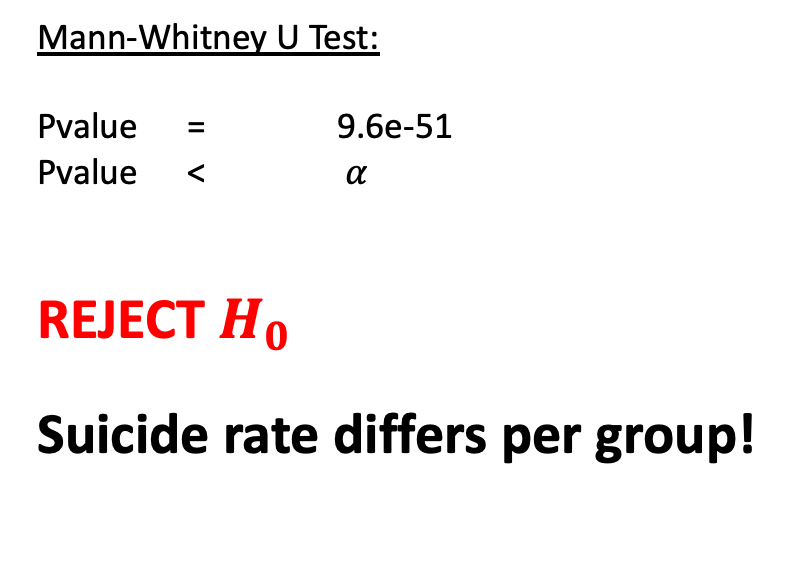 Mann-Whitney U Test:
Pvalue = 9.6e-51
Pvalue < α
REJECT H₀
Suicide rate differs per group!